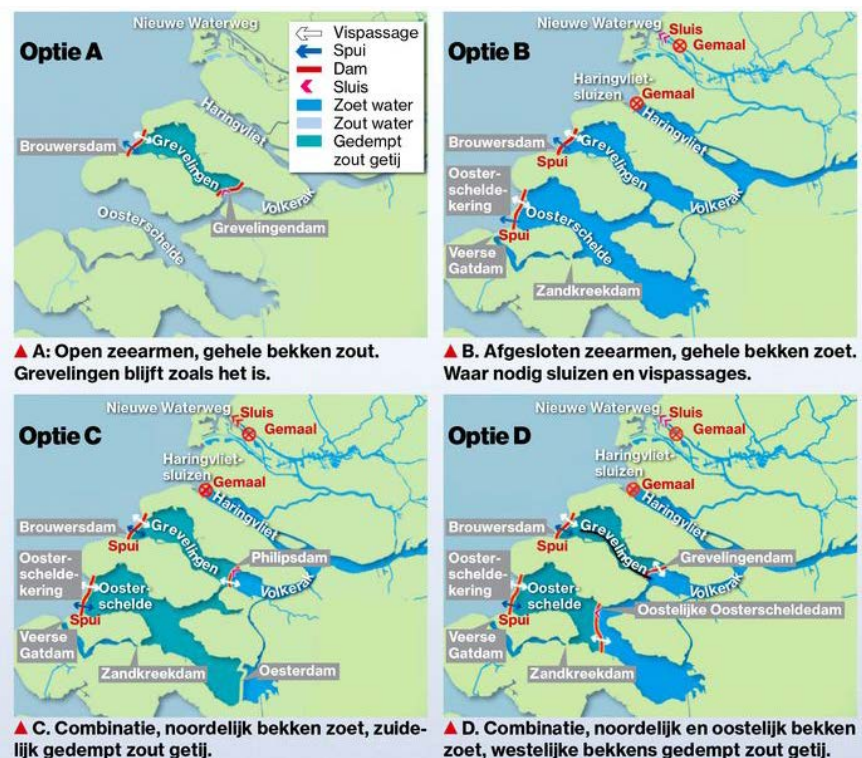 Optie A
Nieuwe Waterweg
Haringvliet
Brouwersdam
Grevelingen
Volkerak
Grevelingendam
Oosterschelde
Vispassage
Spui
Dam
Sluis
Zoet water
Zout water
Gedempt
zout getij
▲ A: Open zeearmen, gehele bekken zout.
Grevelingen blijft zoals het is.
Optie B
Nieuwe Waterweg
Sluis
Gemaal
Haringvliet-
sluizen
Gemaal
Haringvliet
Brouwersdam
Spui
Grevelingen
Ooster-
schelde-
kering
Volkerak
Oosterschelde
Spui
Veerse
Gatdam
Zandkreekdam
▲ B. Afgesloten zeearmen, gehele bekken zoet.
Waar nodig sluizen en vispassages.
Optie C
Nieuwe Waterweg
Sluis
Gemaal
Haringvliet-
sluizen
Gemaal
Haringvliet
Brouwersdam
Spui
Grevelingen
Philipsdam
Ooster-
schelde-
kering
Volkerak
Ooster-
schelde
Spui
Veerse
Gatdam
Zandkreekdam
Oesterdam
▲ C. Combinatie, noordelijk bekken zoet, zuide-
lijk gedempt zout getij.
Optie D
Nieuwe Waterweg
Sluis
Gemaal
Haringvliet-
sluizen
Gemaal
Haringvliet
Brouwersdam
Spui
Grevelingen
Grevelingendam
Ooster-
schelde-
kering
Volkerak
Ooster-
schelde
Oostelijke Oosterscheldedam
Spui
Veerse
Gatdam
Zandkreekdam
▲ D. Combinatie, noordelijk en oostelijk bekken
zoet, westelijke bekkens gedempt zout getij.